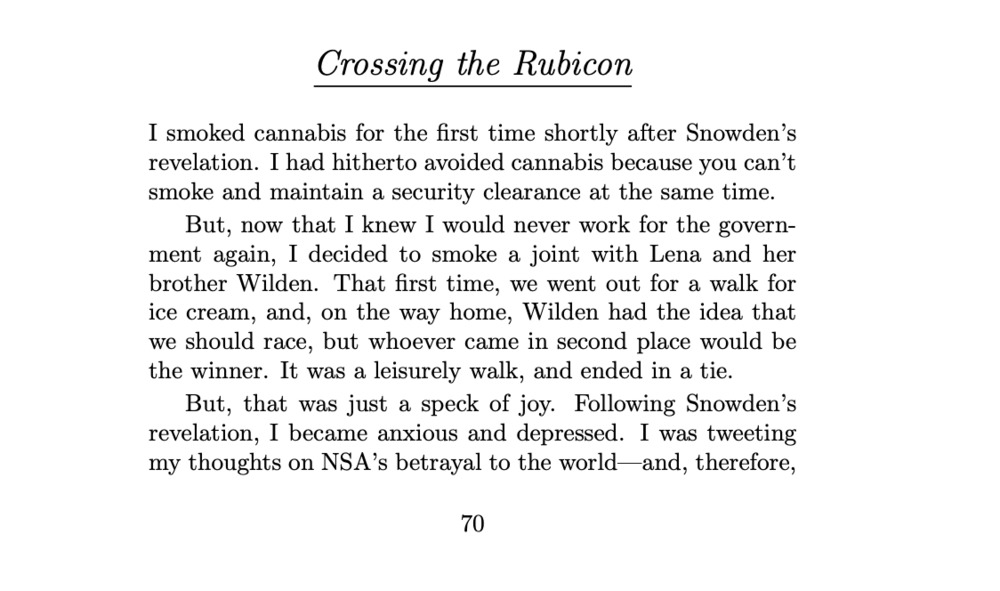 Crossing the Rubicon
I smoked cannabis for the first time shortly after Snowden’s
revelation. I had hitherto avoided cannabis because you can’t
smoke and maintain a security clearance at the same time.
But, now that I knew I would never work for the govern-
ment again, I decided to smoke a joint with Lena and her
brother Wilden. That first time, we went out for a walk for
ice cream, and, on the way home, Wilden had the idea that
we should race, but whoever came in second place would be
the winner. It was a leisurely walk, and ended in a tie.
But, that was just a speck of joy. Following Snowden’s
revelation, I became anxious and depressed. I was tweeting
my thoughts on NSA’s betrayal to the world—and, therefore,
70